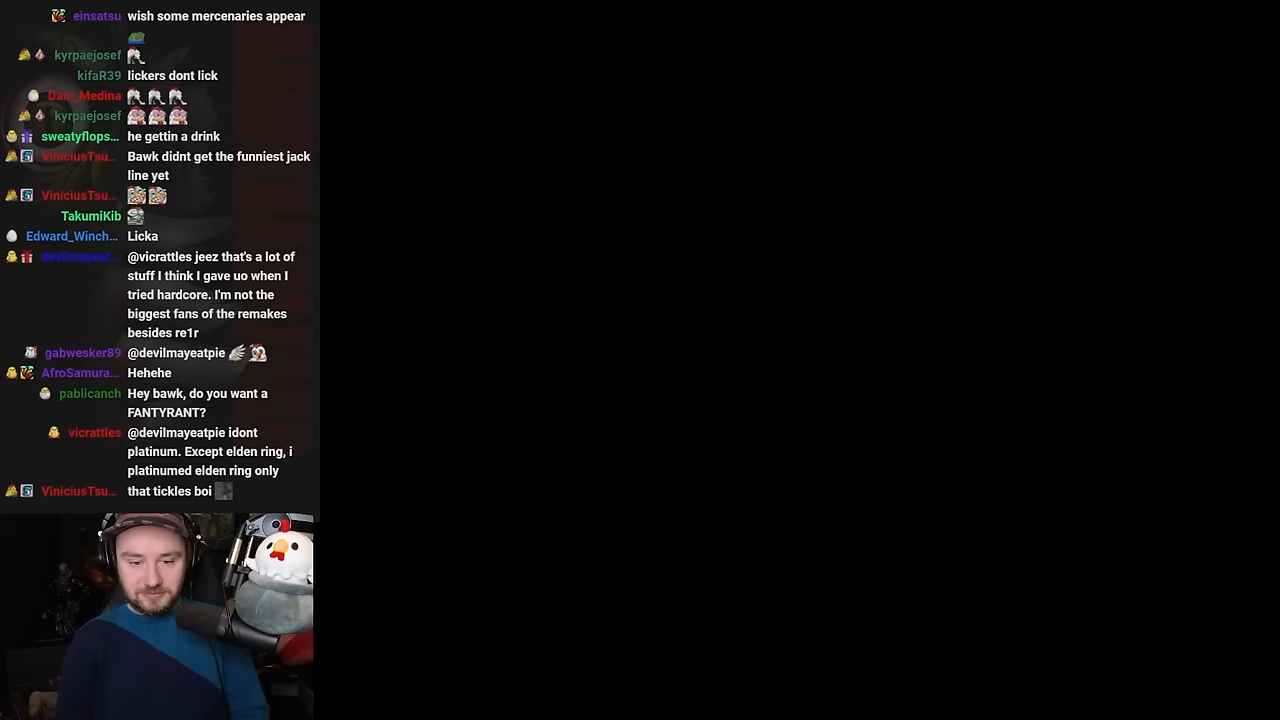 einsatsu wish some mercenaries appear
kyrpaejosef
kifaR39 lickers dont lick
Dani_Medina
kyrpaejosef
sweatyflops… he gettin a drink
ViniciusTsu… Bawk didnt get the funniest jack
line yet
ViniciusTsu…
TakumiKib
Edward_Winch… Licka
devilmayeat… @vicrattles jeez that's a lot of
stuff I think I gave uo when I
tried hardcore. I'm not the
biggest fans of the remakes
besides re1r
gabwesker89 @devilmayeatpie
AfroSamura… Hehehe
pablicanch Hey bawk, do you want a
FANTYRANT?
vicrattles @devilmayeatpie idont
platinum. Except elden ring, i
platinumed elden ring only
ViniciusTsu… that tickles boi